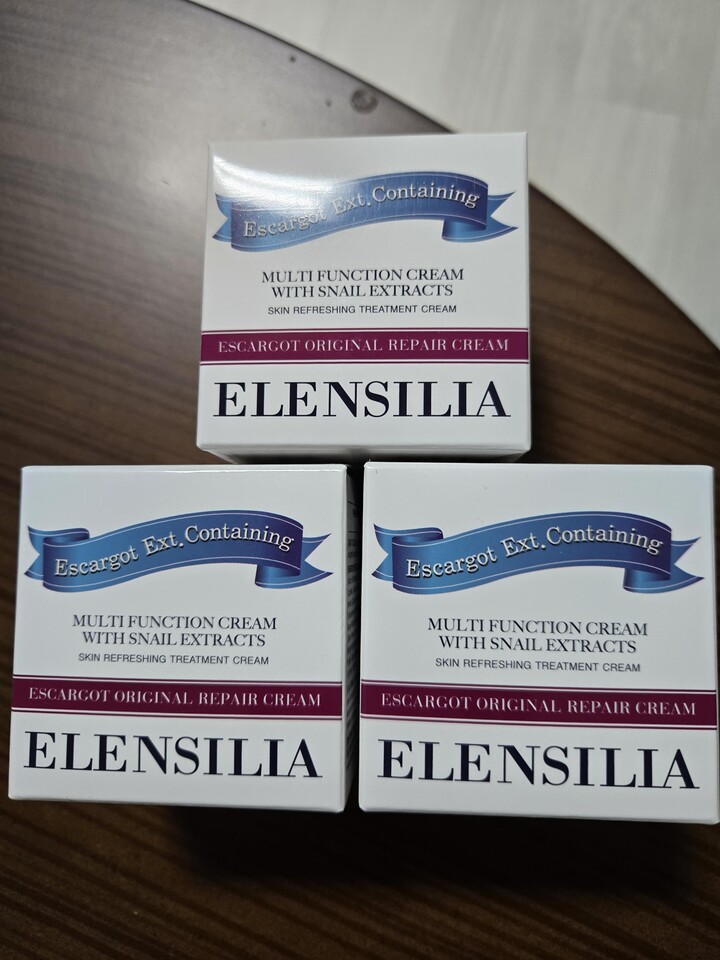 Escargot Ext. Containing
MULTI FUNCTION CREAM
WITH SNAIL EXTRACTS
SKIN REFRESHING TREATMENT CREAM
ESCARGOT ORIGINAL REPAIR CREAM
ELENSILIA
Escargot Ext. Containing
MULTI FUNCTION CREAM
WITH SNAIL EXTRACTS
SKIN REFRESHING TREATMENT CREAM
ESCARGOT ORIGINAL REPAIR CREAM
ELENSILIA
Escargot Ext. Containing
MULTI FUNCTION CREAM
WITH SNAIL EXTRACTS
SKIN REFRESHING TREATMENT CREAM
ESCARGOT ORIGINAL REPAIR CREAM
ELENSILIA